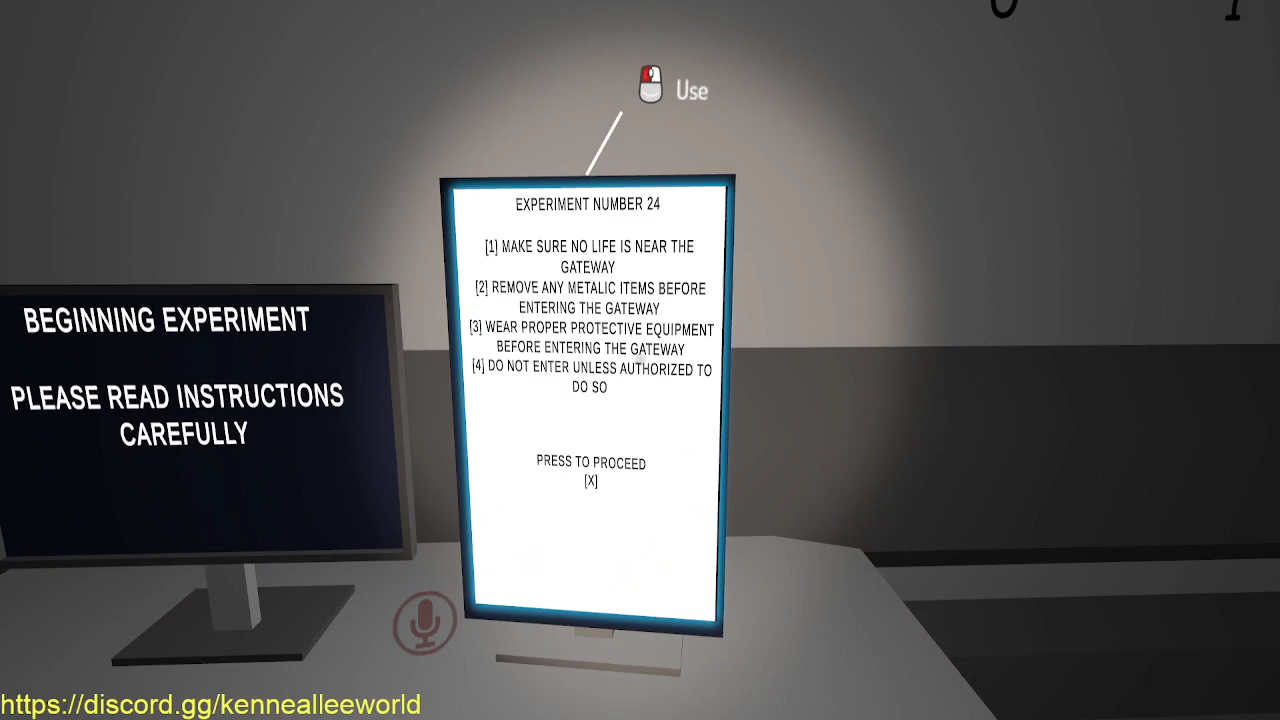 Use
EXPERIMENT NUMBER 24
[1] MAKE SURE NO LIFE IS NEAR THE
GATEWAY
[2] REMOVE ANY METALIC ITEMS BEFORE
ENTERING THE GATEWAY
[3] WEAR PROPER PROTECTIVE EQUIPMENT
BEFORE ENTERING THE GATEWAY
[4] DO NOT ENTER UNLESS AUTHORIZED TO
DO SO
PRESS TO PROCEED
[X]
BEGINNING EXPERIMENT
PLEASE READ INSTRUCTIONS
CAREFULLY
https://discord.gg/kennealleeworld